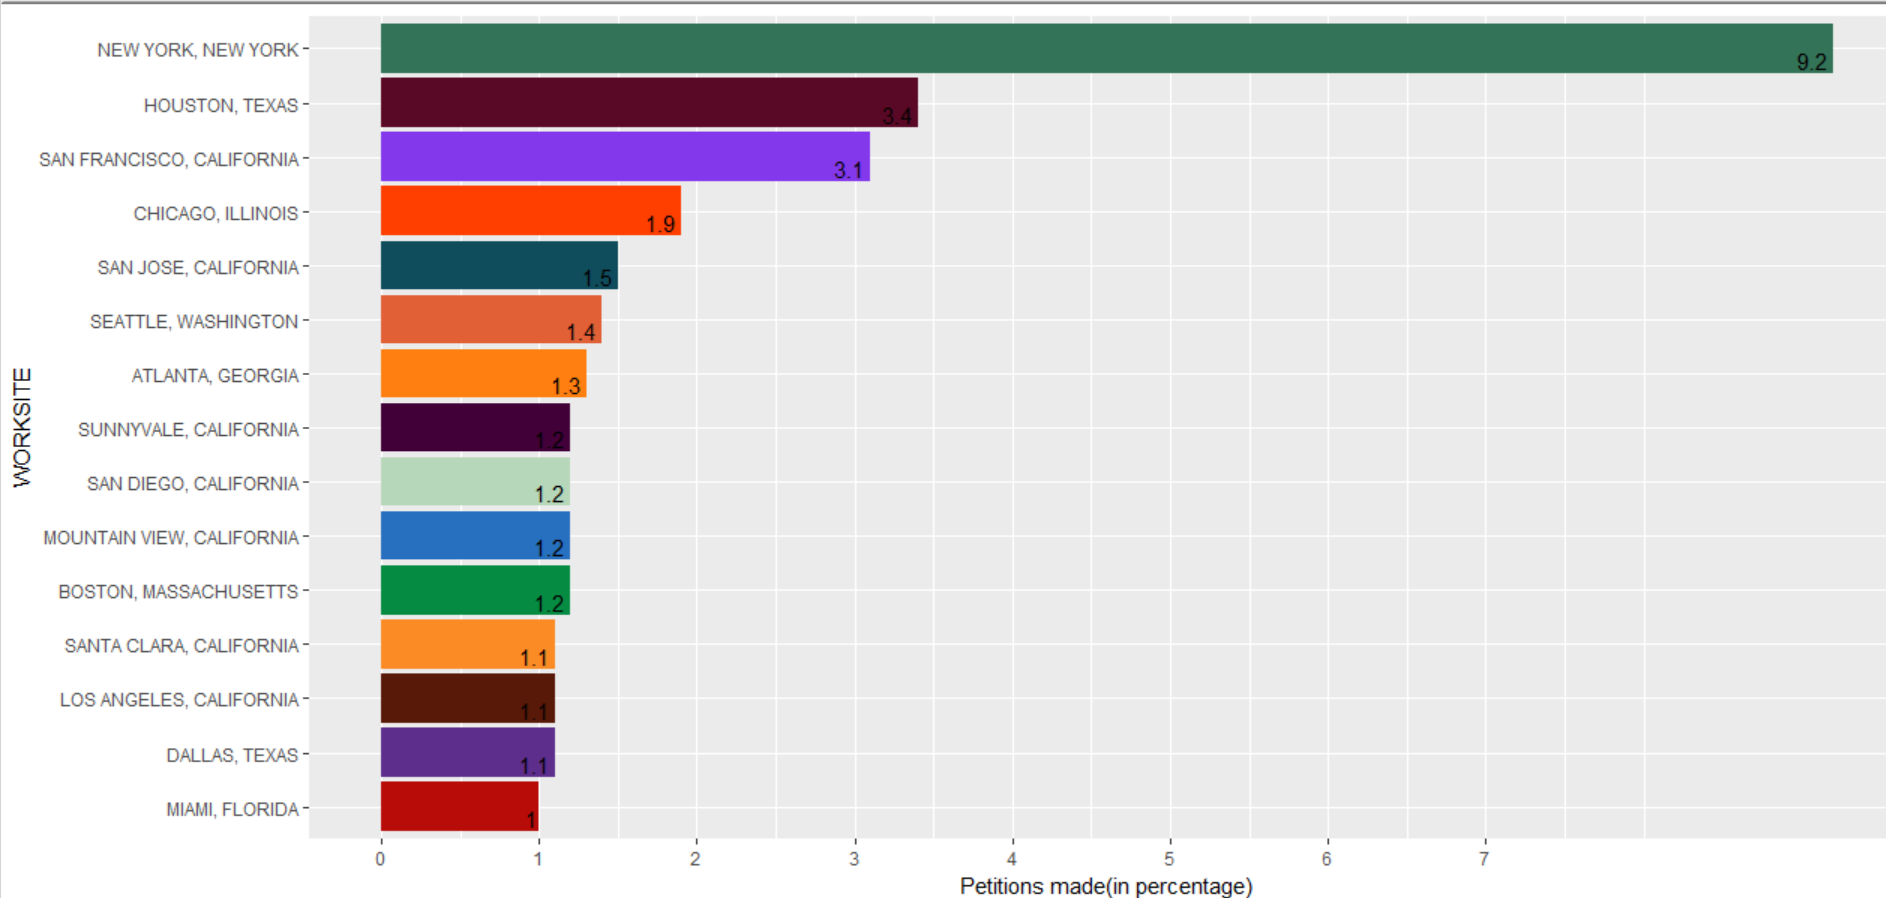 WORKSITE
NEW YORK, NEW YORK 9.2
HOUSTON, TEXAS 3.4
SAN FRANCISCO, CALIFORNIA 3.1
CHICAGO, ILLINOIS 1.9
SAN JOSE, CALIFORNIA 1.5
SEATTLE, WASHINGTON 1.4
ATLANTA, GEORGIA 1.3
SUNNYVALE, CALIFORNIA 1.2
SAN DIEGO, CALIFORNIA 1.2
MOUNTAIN VIEW, CALIFORNIA 1.2
BOSTON, MASSACHUSETTS 1.2
SANTA CLARA, CALIFORNIA 1.1
LOS ANGELES, CALIFORNIA 1.1
DALLAS, TEXAS 1.1
MIAMI, FLORIDA 1
0 1 2 3 4 5 6 7
Petitions made(in percentage)